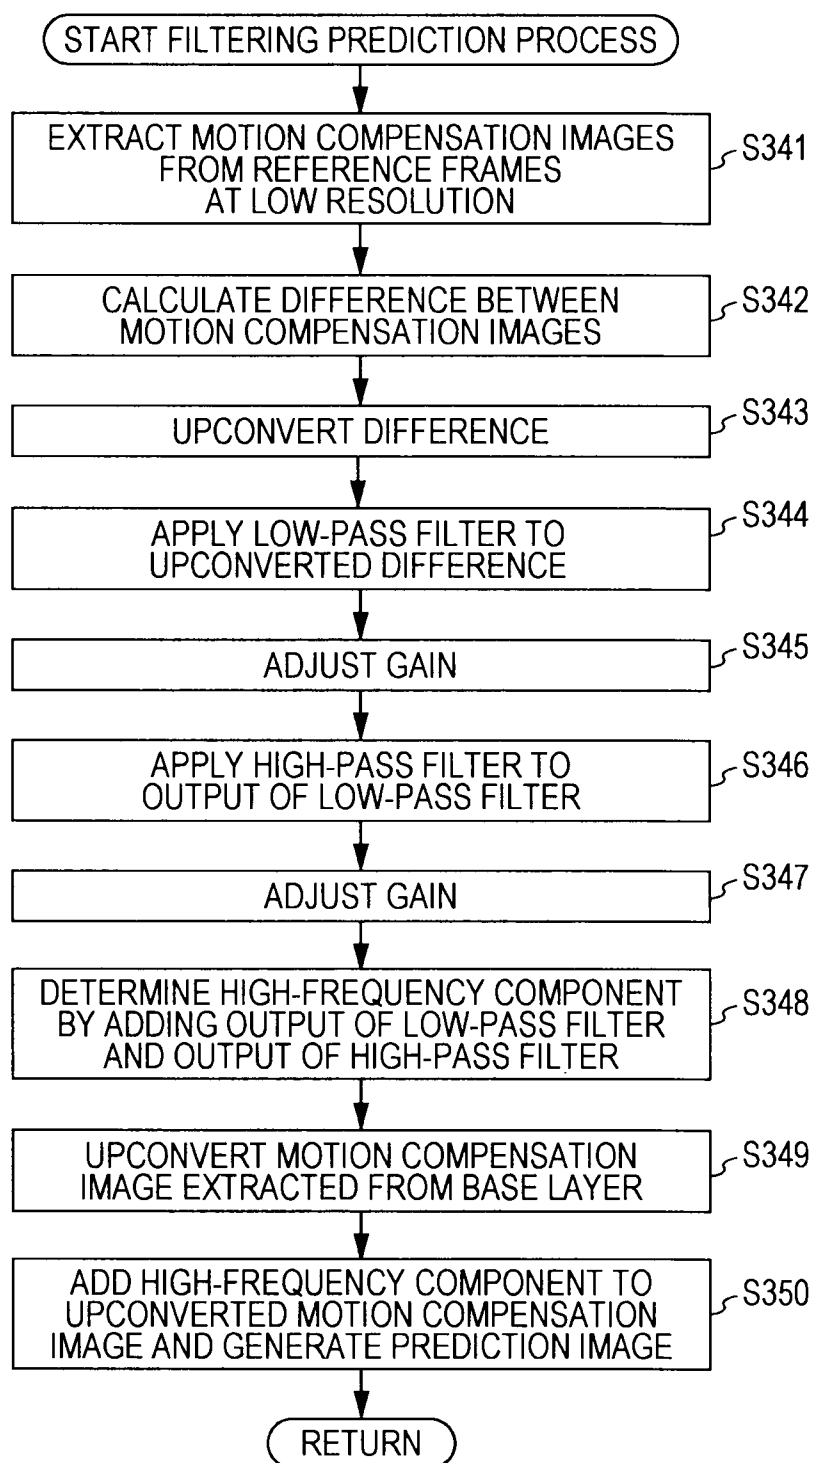 START FILTERING PREDICTION PROCESS
EXTRACT MOTION COMPENSATION IMAGES
FROM REFERENCE FRAMES
AT LOW RESOLUTION
S341
CALCULATE DIFFERENCE BETWEEN
MOTION COMPENSATION IMAGES
S342
UPCONVERT DIFFERENCE
S343
APPLY LOW-PASS FILTER TO
UPCONVERTED DIFFERENCE
S344
ADJUST GAIN
S345
APPLY HIGH-PASS FILTER TO
OUTPUT OF LOW-PASS FILTER
S346
ADJUST GAIN
S347
DETERMINE HIGH-FREQUENCY COMPONENT
BY ADDING OUTPUT OF LOW-PASS FILTER
AND OUTPUT OF HIGH-PASS FILTER
S348
UPCONVERT MOTION COMPENSATION
IMAGE EXTRACTED FROM BASE LAYER
S349
ADD HIGH-FREQUENCY COMPONENT TO
UPCONVERTED MOTION COMPENSATION
IMAGE AND GENERATE PREDICTION IMAGE
S350
RETURN